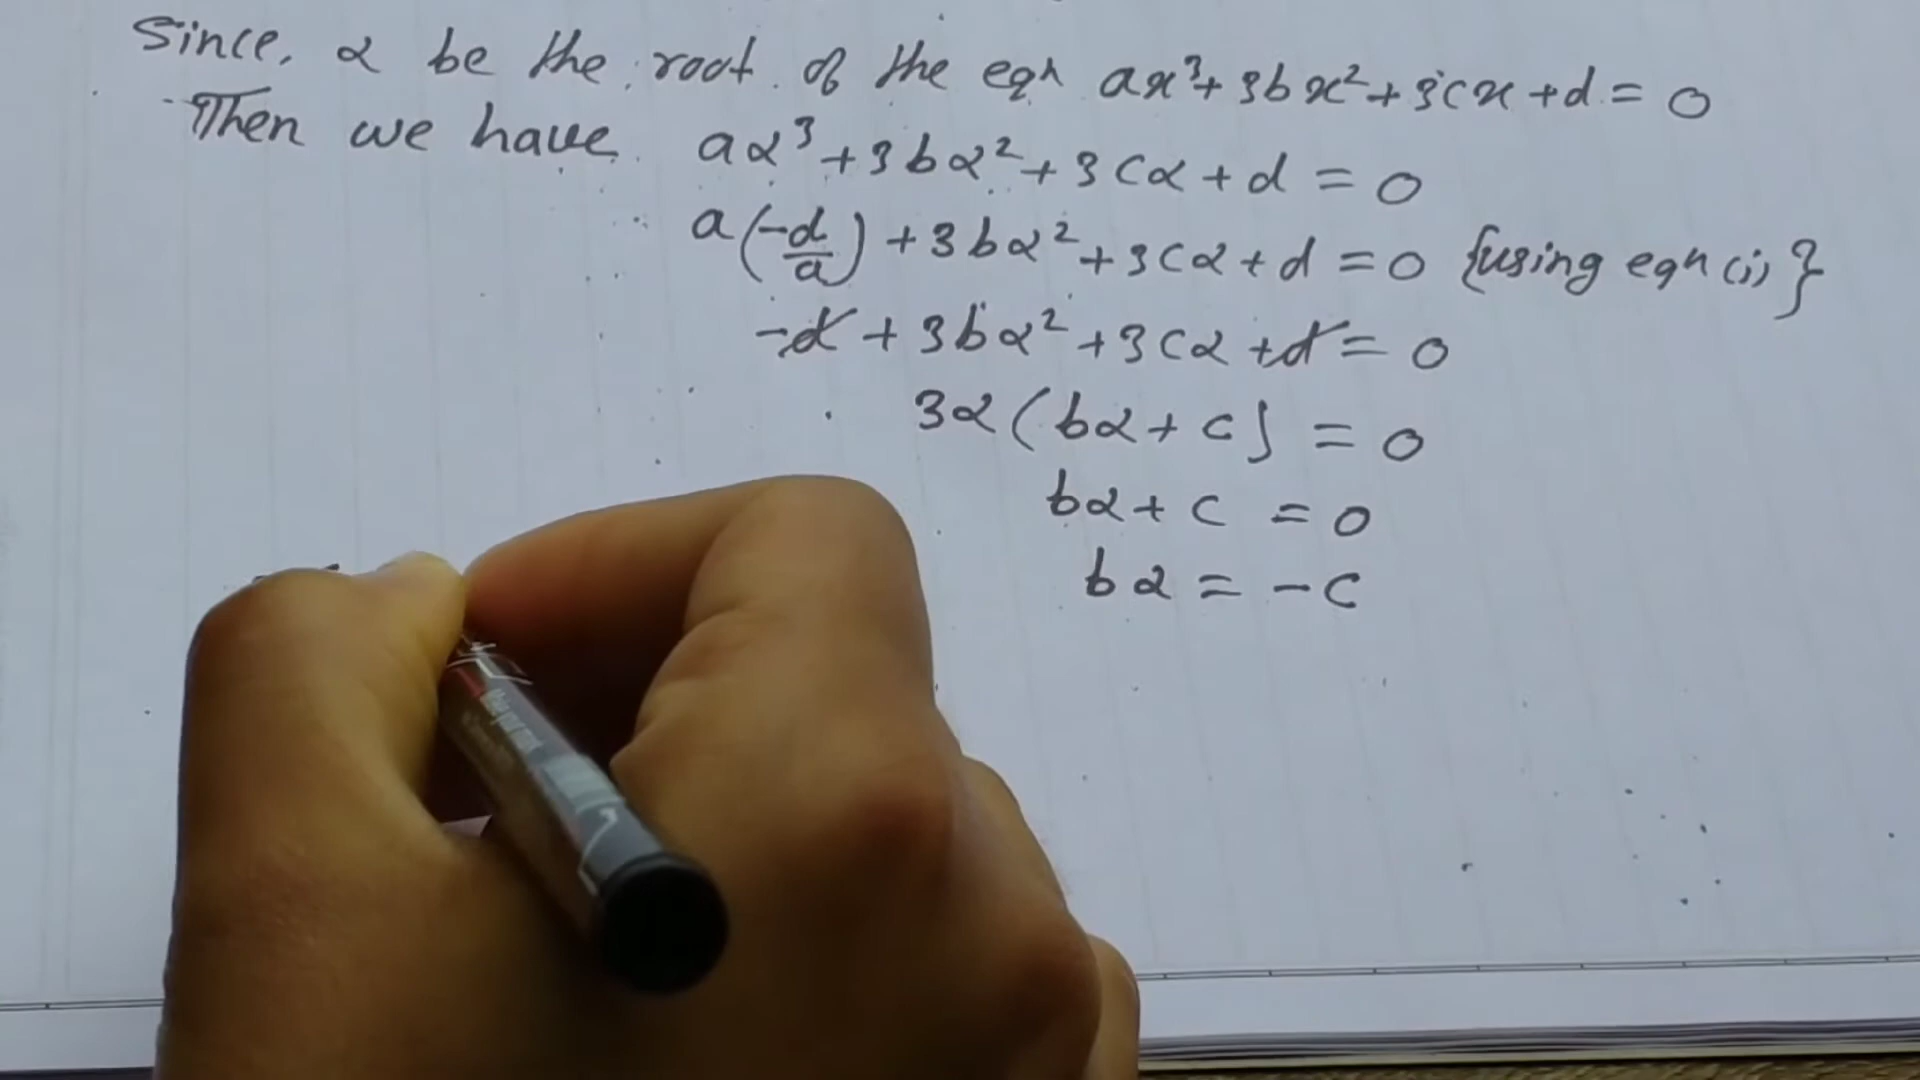 Since, α be the root of the eqn ax³+3bx²+3cx+d=0
Then we have aα³+3bα²+3cα+d=0
a(-d/a)+3bα²+3cα+d=0 {using eqn (i)}
-d+3bα²+3cα+d=0
3α(bα+c)=0
bα+c=0
bα=-c